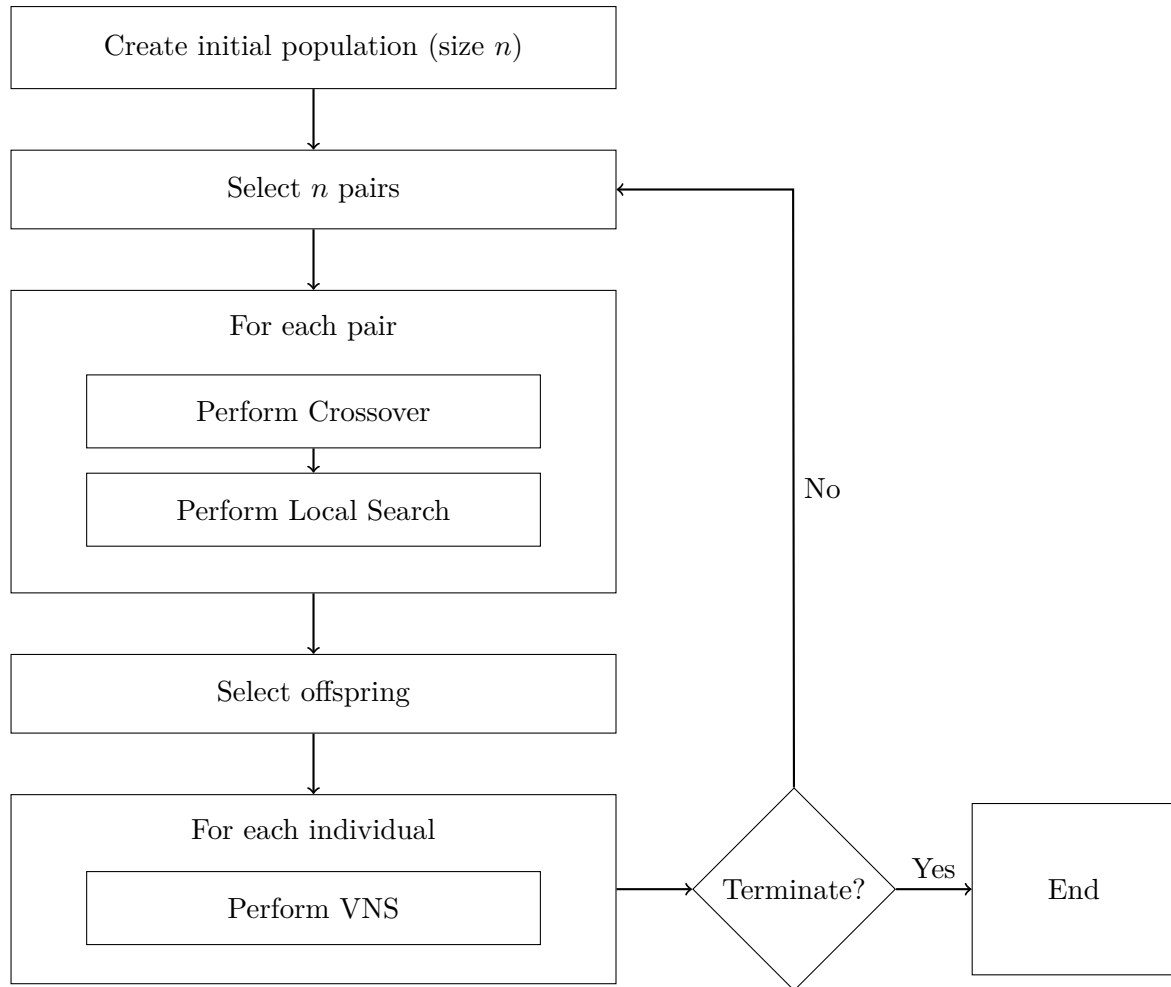 Create initial population (size n)
Select n pairs
For each pair
Perform Crossover
Perform Local Search
No
Select offspring
For each individual
Perform VNS
Terminate?
Yes
End